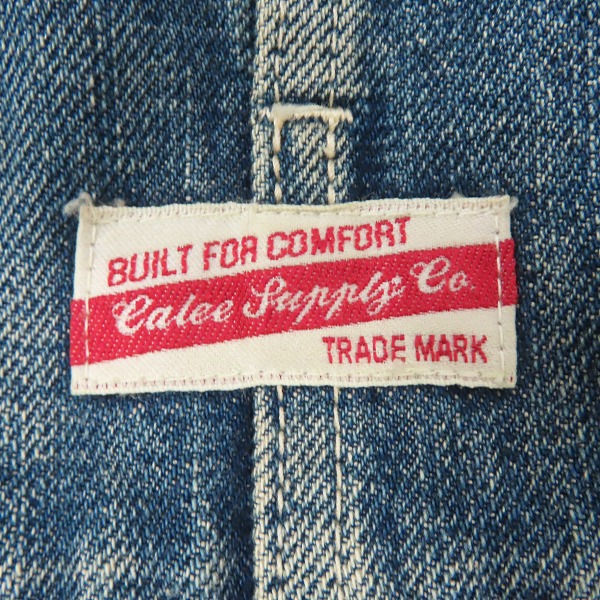 BUILT FOR COMFORT
Calee Supply Co.
TRADE MARK